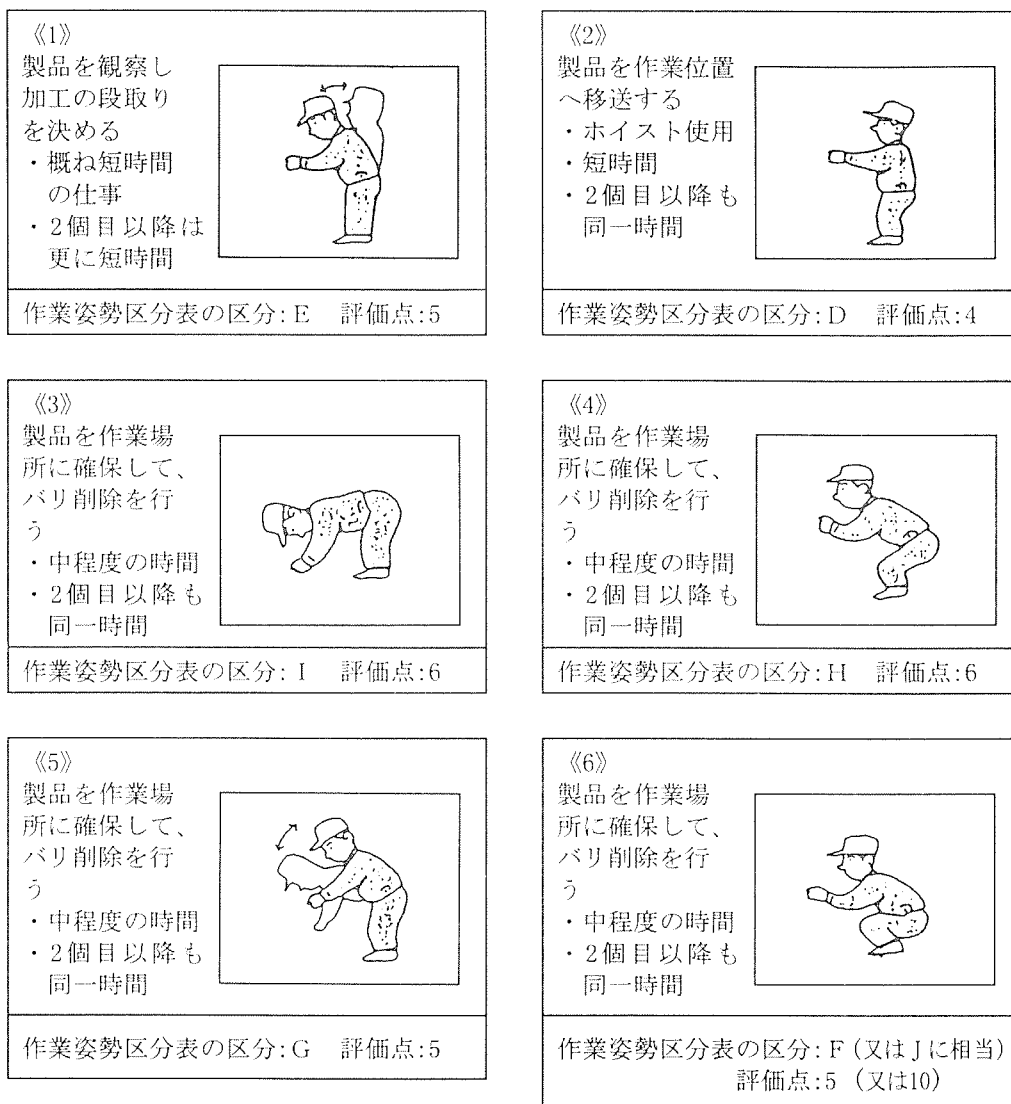 《1》
製品を観察し
加工の段取り
を決める
・概ね短時間
の仕事
・2個目以降は
更に短時間
作業姿勢区分表の区分:E 評価点:5
《2》
製品を作業位置
へ移送する
・ホイスト使用
・短時間
・2個目以降も
同一時間
作業姿勢区分表の区分:D 評価点:4
《3》
製品を作業場
所に確保して、
バリ削除を行
う
・中程度の時間
・2個目以降も
同一時間
作業姿勢区分表の区分:I 評価点:6
《4》
製品を作業場
所に確保して、
バリ削除を行
う
・中程度の時間
・2個目以降も
同一時間
作業姿勢区分表の区分:H 評価点:6
《5》
製品を作業場
所に確保して、
バリ削除を行
う
・中程度の時間
・2個目以降も
同一時間
作業姿勢区分表の区分:G 評価点:5
《6》
製品を作業場
所に確保して、
バリ削除を行
う
・中程度の時間
・2個目以降も
同一時間
作業姿勢区分表の区分:F(又はJに相当)
評価点:5(又は10)